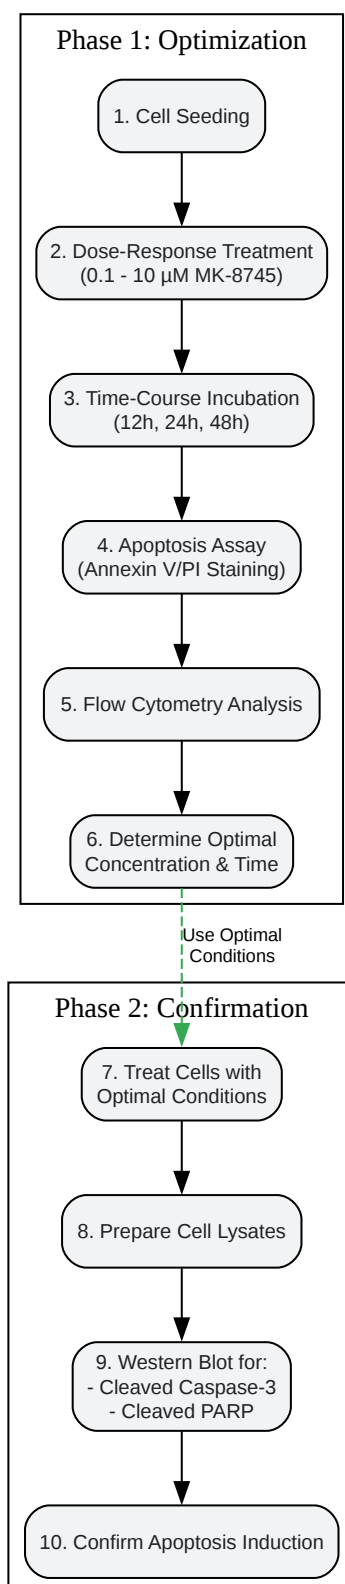 Phase 1: Optimization
1. Cell Seeding
2. Dose-Response Treatment
(0.1 - 10 µM MK-8745)
3. Time-Course Incubation
(12h, 24h, 48h)
4. Apoptosis Assay
(Annexin V/PI Staining)
5. Flow Cytometry Analysis
6. Determine Optimal
Concentration & Time
Use Optimal
Conditions
Phase 2: Confirmation
7. Treat Cells with
Optimal Conditions
8. Prepare Cell Lysates
9. Western Blot for:
- Cleaved Caspase-3
- Cleaved PARP
10. Confirm Apoptosis Induction